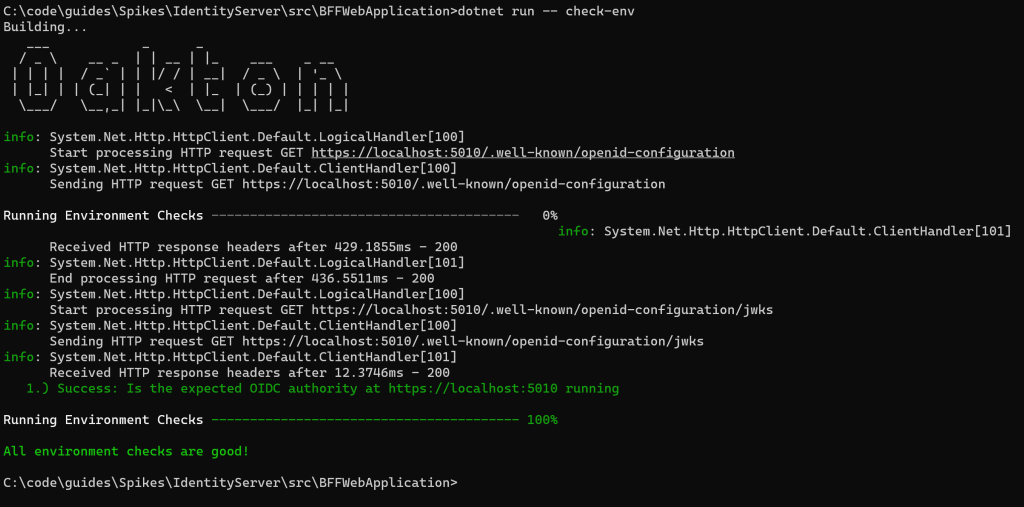 C:\code\guides\Spikes\IdentityServer\src\BFFWebApplication>dotnet run -- check-env
Building...
Oakton
info: System.Net.Http.HttpClient.Default.LogicalHandler[100]
Start processing HTTP request GET https://localhost:5010/.well-known/openid-configuration
info: System.Net.Http.HttpClient.Default.ClientHandler[100]
Sending HTTP request GET https://localhost:5010/.well-known/openid-configuration
Running Environment Checks ---------------------------------------- 0%
info: System.Net.Http.HttpClient.Default.ClientHandler[101]
Received HTTP response headers after 429.1855ms - 200
info: System.Net.Http.HttpClient.Default.LogicalHandler[101]
End processing HTTP request after 436.5511ms - 200
info: System.Net.Http.HttpClient.Default.LogicalHandler[100]
Start processing HTTP request GET https://localhost:5010/.well-known/openid-configuration/jwks
info: System.Net.Http.HttpClient.Default.ClientHandler[100]
Sending HTTP request GET https://localhost:5010/.well-known/openid-configuration/jwks
info: System.Net.Http.HttpClient.Default.ClientHandler[101]
Received HTTP response headers after 12.3746ms - 200
1.) Success: Is the expected OIDC authority at https://localhost:5010 running
Running Environment Checks ---------------------------------------- 100%
All environment checks are good!
C:\code\guides\Spikes\IdentityServer\src\BFFWebApplication>